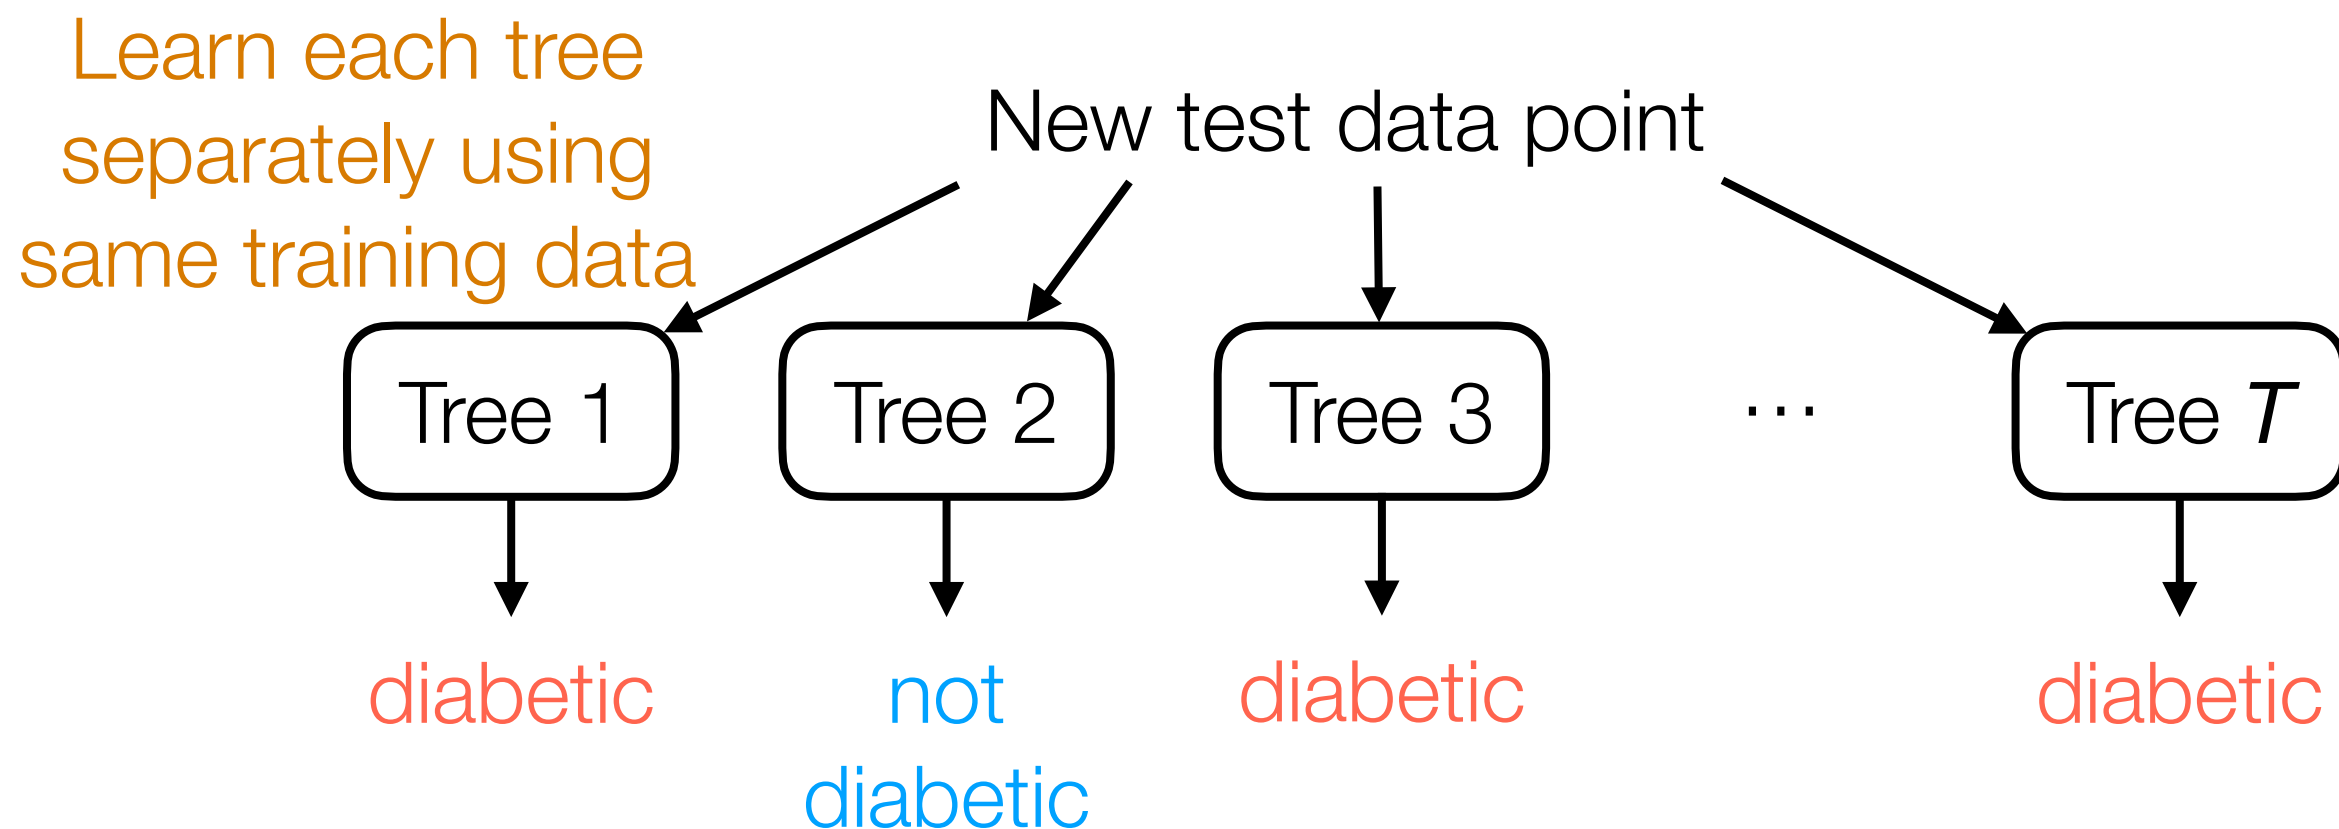 Learn each tree
separately using
same training data
New test data point
Tree 1
Tree 2
Tree 3
...
Tree T
diabetic
not
diabetic
diabetic
diabetic